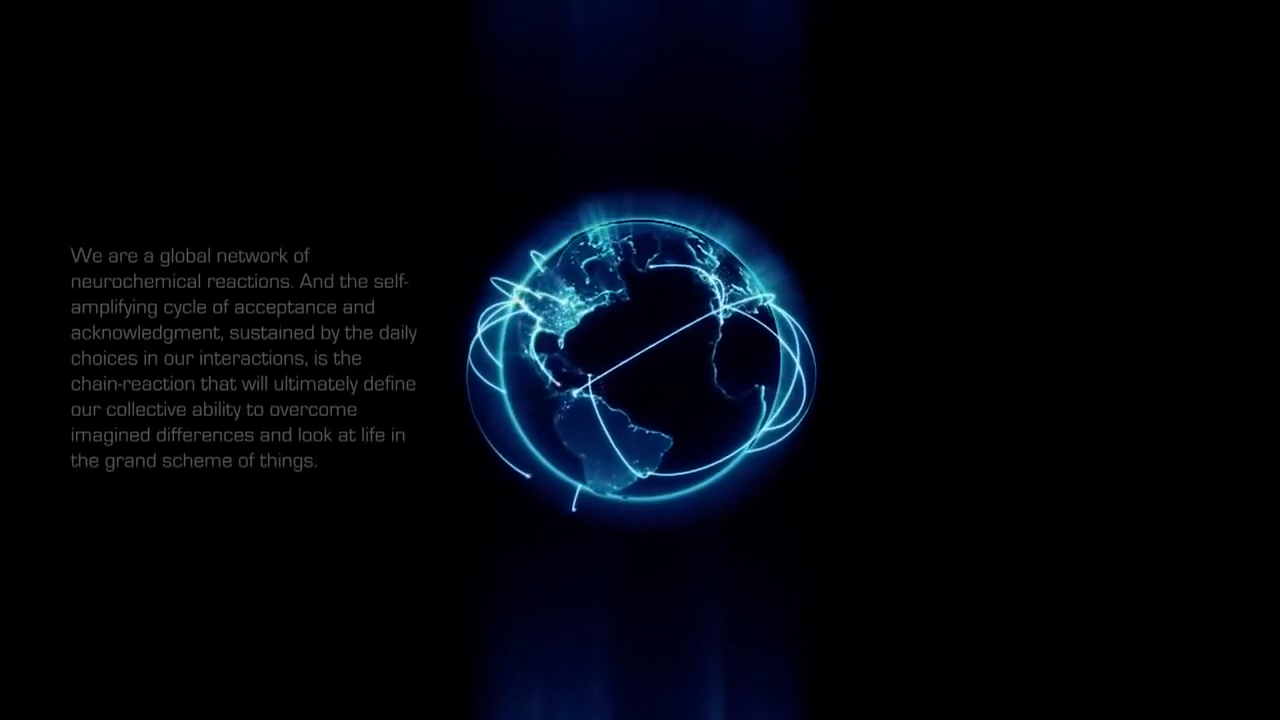 We are a global network of
neurochemical reactions. And the self-
amplifying cycle of acceptance and
acknowledgment, sustained by the daily
choices in our interactions, is the
chain-reaction that will ultimately define
our collective ability to overcome
imagined differences and look at life in
the grand scheme of things.